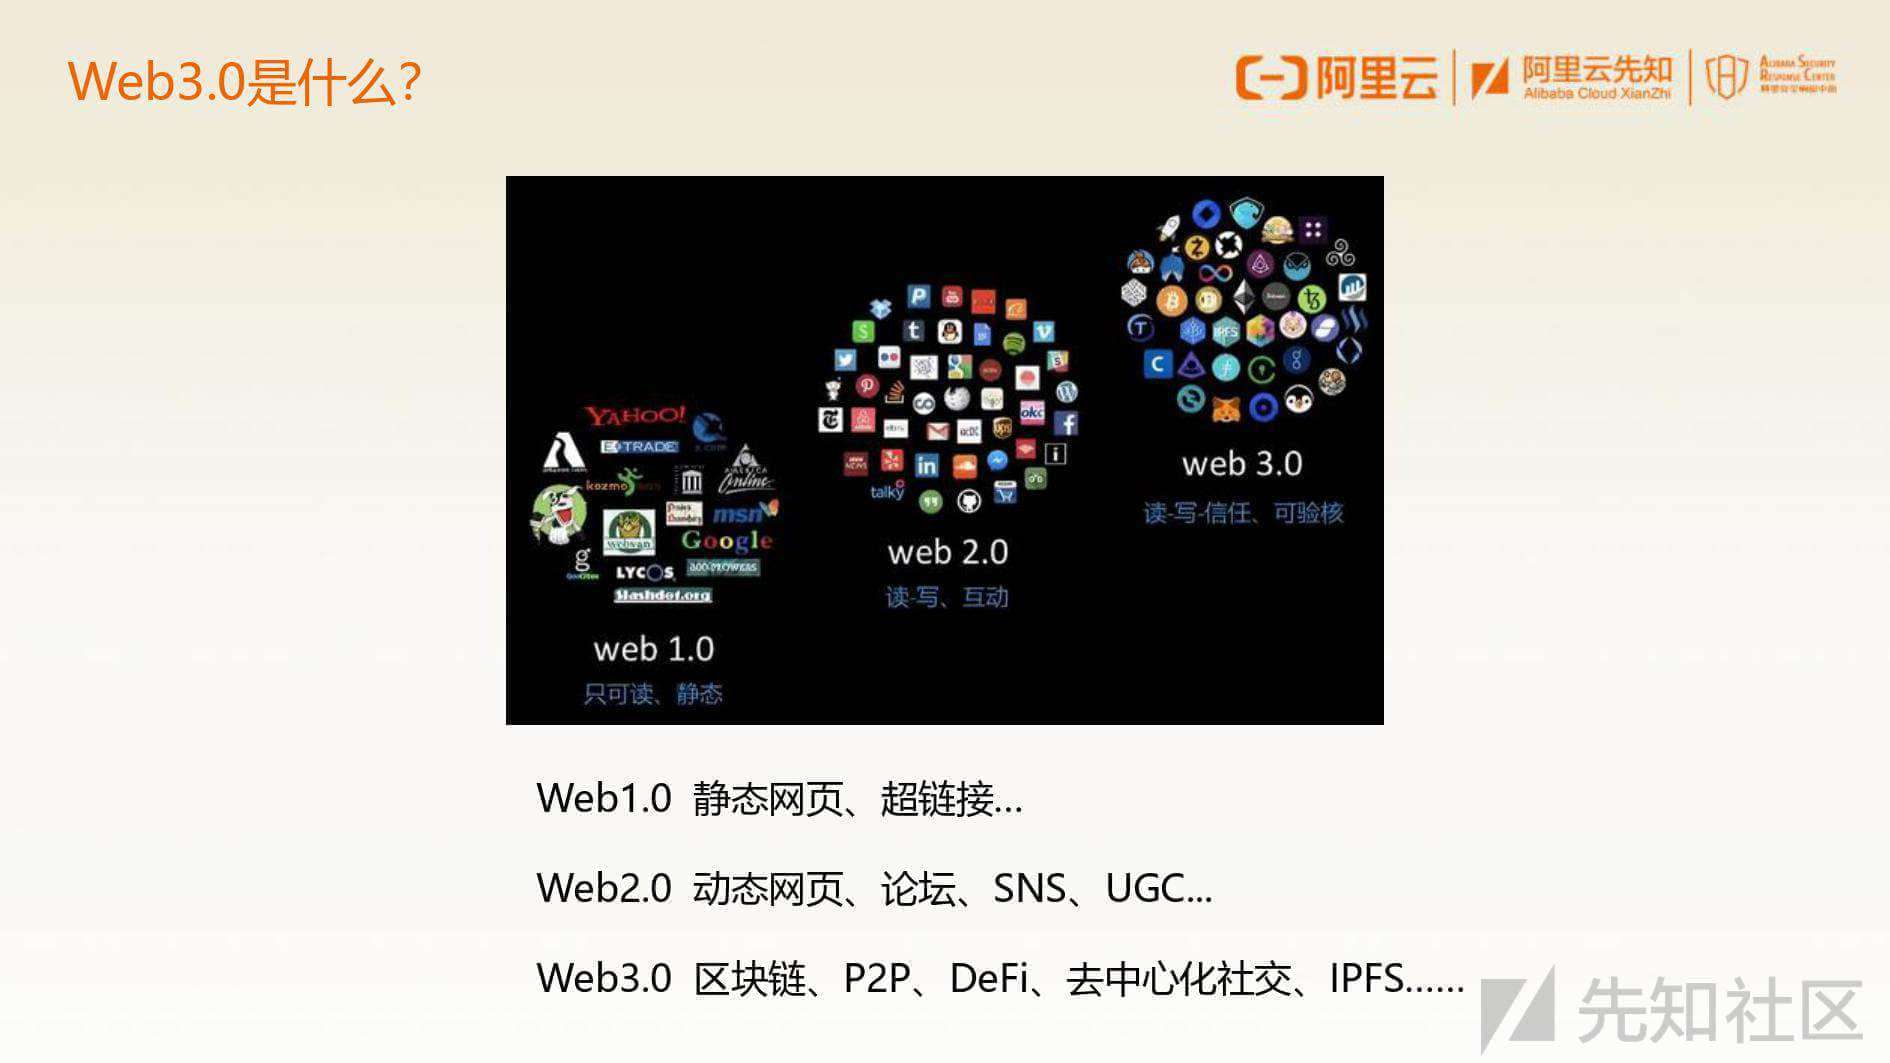 Web3.0是什么？
阿里云
阿里云先知
Alibaba Cloud XianZhi
ALIBABA SECURITY
RESPONSE CENTER
YAHOO!
E*TRADE
kozmo
AMERICA
Online
msn
Google
LYCOS
Slashdot.org
web 1.0
只可读、静态
talky
okc
NEWS
ups
web 2.0
读-写、互动
IPFS
web 3.0
读-写-信任、可验核
Web1.0 静态网页、超链接...
Web2.0 动态网页、论坛、SNS、UGC...
Web3.0 区块链、P2P、DeFi、去中心化社交、IPFS......
先知社区